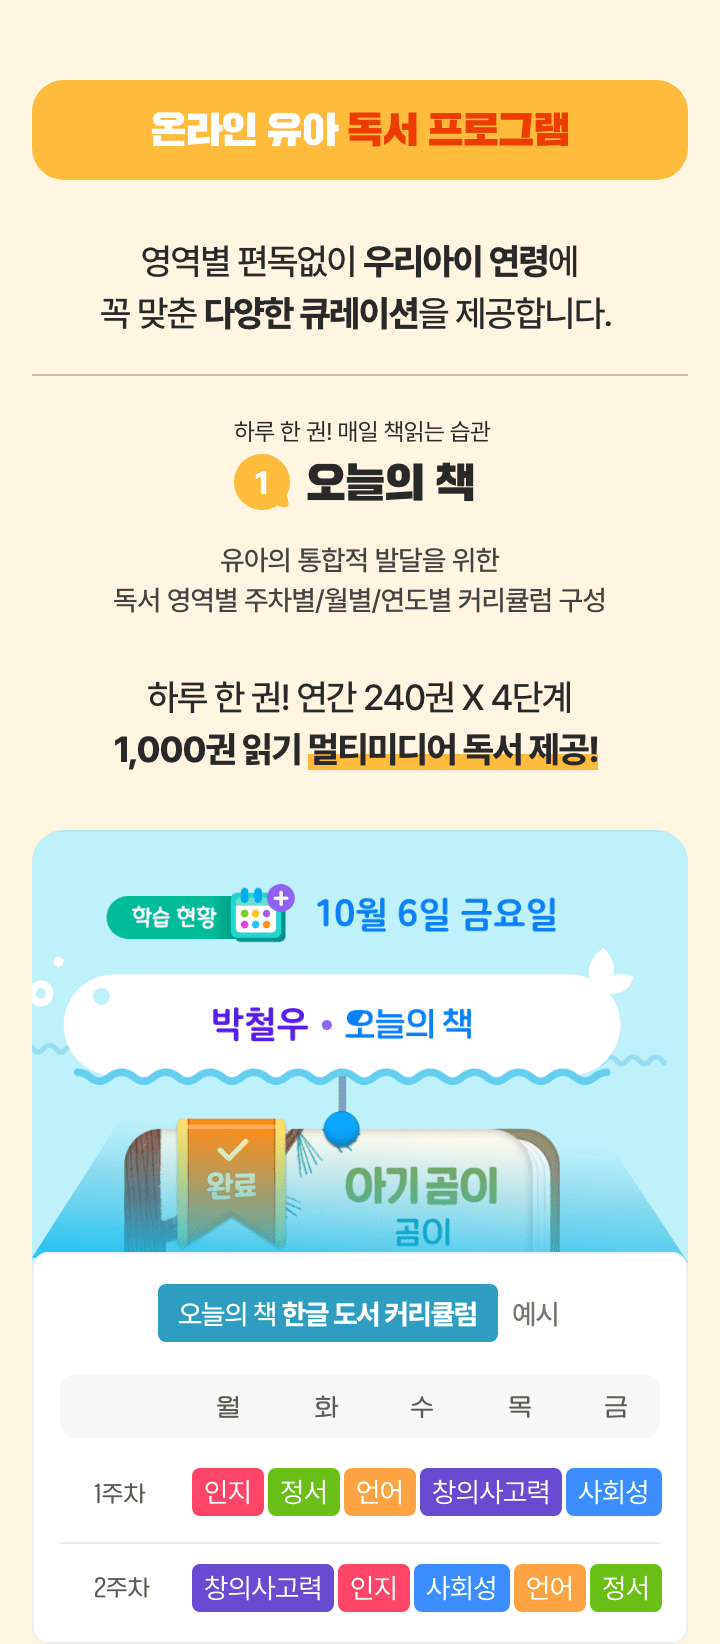 온라인 유아 독서 프로그램
영역별 편독없이 우리아이 연령에
꼭 맞춘 다양한 큐레이션을 제공합니다.
하루 한 권! 매일 책읽는 습관
1 오늘의 책
유아의 통합적 발달을 위한
독서 영역별 주차별/월별/연도별 커리큘럼 구성
하루 한 권! 연간 240권 X 4단계
1,000권 읽기 멀티미디어 독서 제공!
학습 현황 10월 6일 금요일
박철우 • 오늘의 책
완료
아기 곰이
곰이
오늘의 책 한글 도서 커리큘럼 예시
월 화 수 목 금
1주차 인지 정서 언어 창의사고력 사회성
2주차 창의사고력 인지 사회성 언어 정서